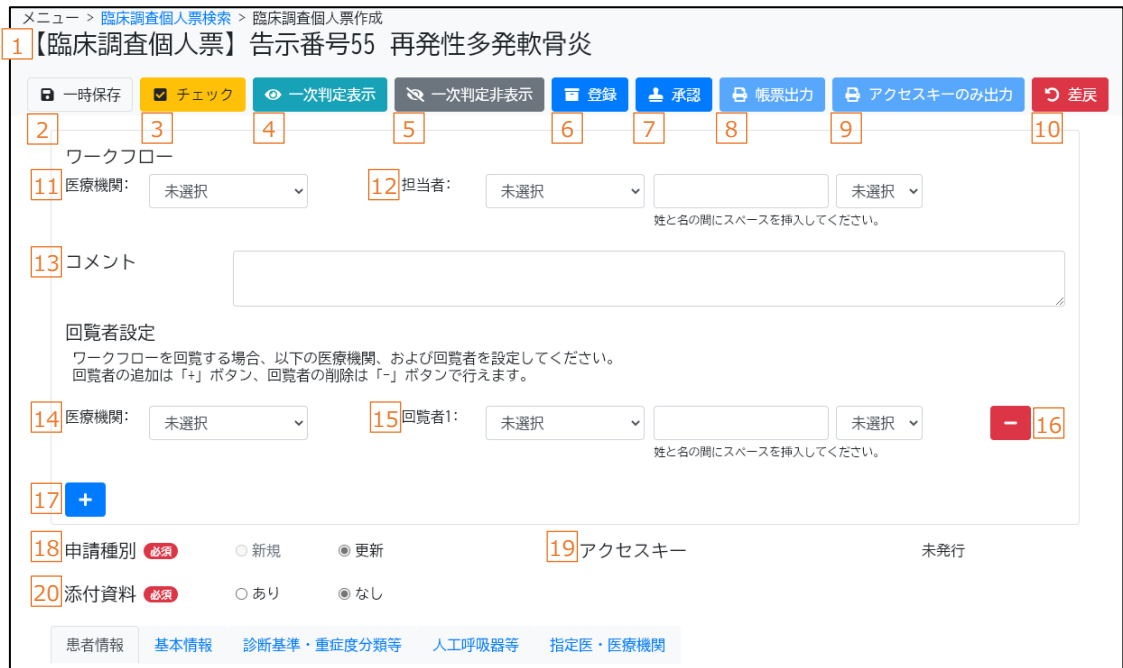 メニュー > 臨床調査個人票検索 > 臨床調査個人票作成
1 【臨床調査個人票】告示番号55 再発性多発軟骨炎
一時保存 チェック 一次判定表示 一次判定非表示 登録 承認 帳票出力 アクセスキーのみ出力 差戻
2 3 4 5 6 7 8 9 10
ワークフロー
11 医療機関: 未選択 12 担当者: 未選択 未選択
姓と名の間にスペースを挿入してください。
13 コメント
回覧者設定
ワークフローを回覧する場合、以下の医療機関、および回覧者を設定してください。
回覧者の追加は「+」ボタン、回覧者の削除は「-」ボタンで行えます。
14 医療機関: 未選択 15 回覧者1: 未選択 未選択 − 16
姓と名の間にスペースを挿入してください。
17 +
18 申請種別 必須 新規 更新 19 アクセスキー 未発行
20 添付資料 必須 あり なし
患者情報 基本情報 診断基準・重症度分類等 人工呼吸器等 指定医・医療機関